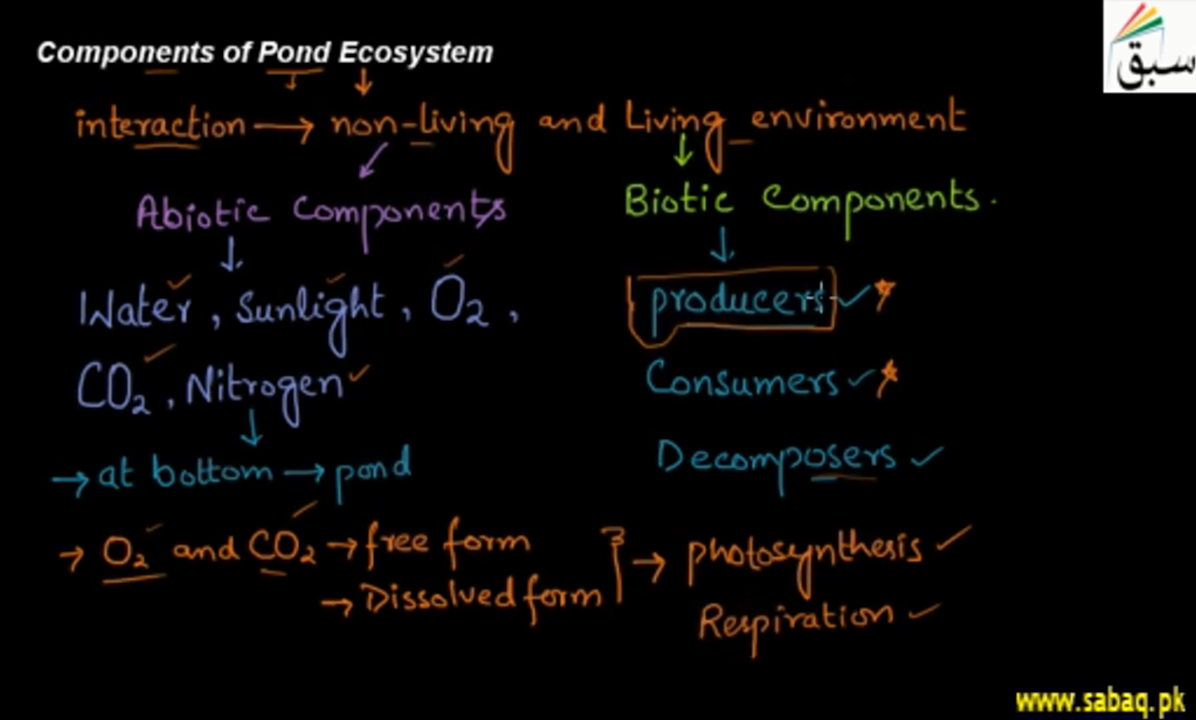 Components of Pond Ecosystem
سبق
interaction → non-living and Living environment
Abiotic Components
Biotic Components.
Water, Sunlight, O₂,
CO₂, Nitrogen
→ at bottom → pond
producers
Consumers
Decomposers
→ O₂ and CO₂ → free form
→ Dissolved form
→ photosynthesis
Respiration
www.sabaq.pk